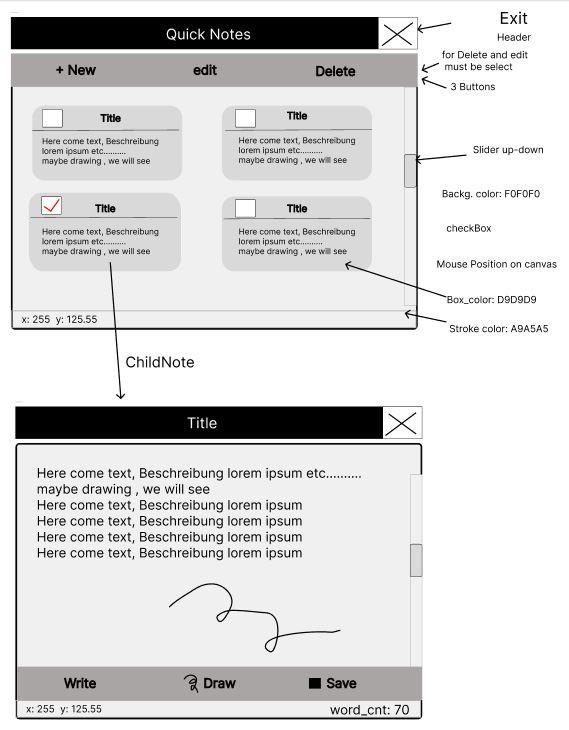 Exit
Quick Notes
Header
for Delete and edit
must be select
+ New
edit
Delete
3 Buttons
Title
Here come text, Beschreibung
lorem ipsum etc..........
maybe drawing , we will see
Title
Here come text, Beschreibung
lorem ipsum etc..........
maybe drawing , we will see
Slider up-down
Backg. color: F0F0F0
Title
Here come text, Beschreibung
lorem ipsum etc..........
maybe drawing , we will see
Title
Here come text, Beschreibung
lorem ipsum etc..........
maybe drawing , we will see
checkBox
Mouse Position on canvas
Box_color: D9D9D9
x: 255 y: 125.55
Stroke color: A9A5A5
ChildNote
Title
Here come text, Beschreibung lorem ipsum etc..........
maybe drawing , we will see
Here come text, Beschreibung lorem ipsum
Here come text, Beschreibung lorem ipsum
Here come text, Beschreibung lorem ipsum
Here come text, Beschreibung lorem ipsum
Write
Draw
Save
x: 255 y: 125.55
word_cnt: 70